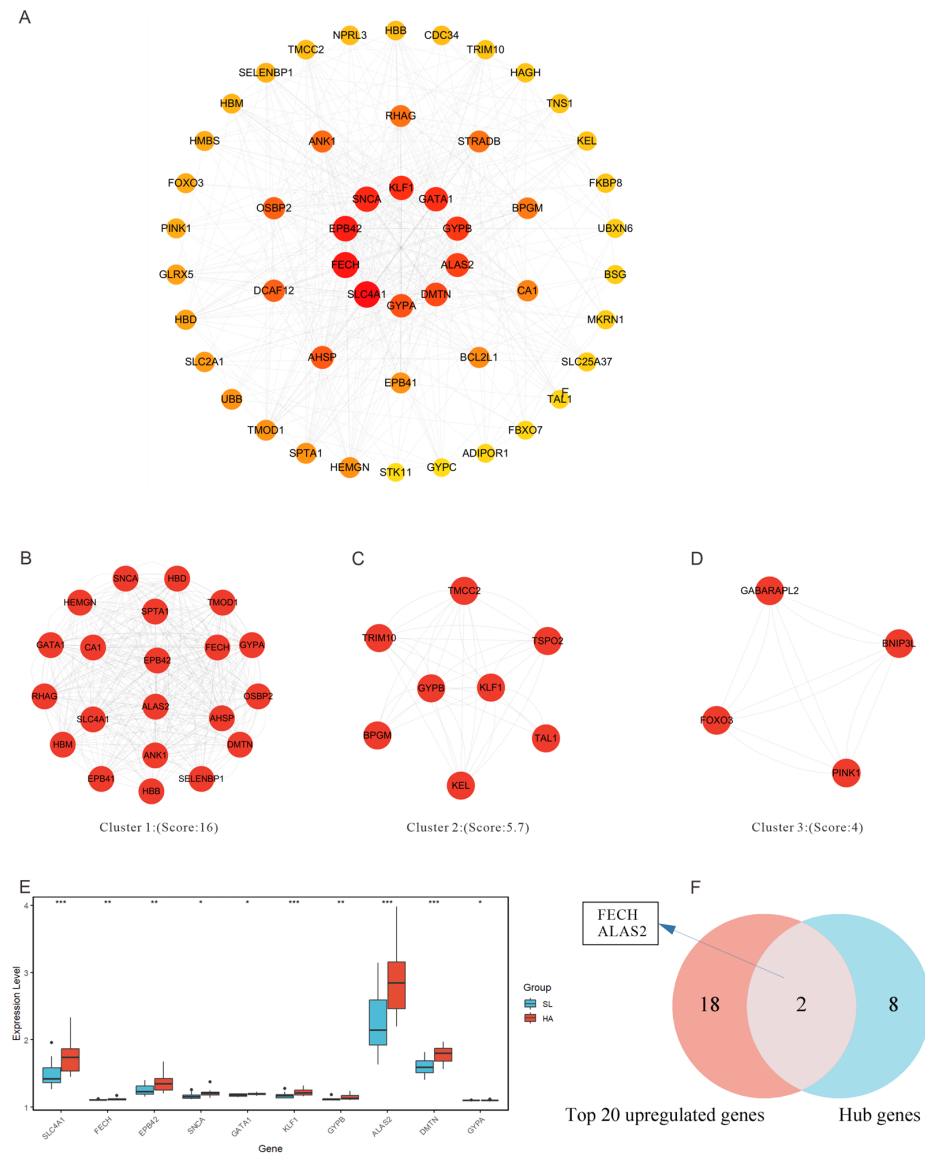 A
HBB
NPRL3
CDC34
TMCC2
TRIM10
SELENBP1
HAGH
HBM
TNS1
RHAG
HMBS
ANK1
STRADB
KEL
FOXO3
KLF1
FKBP8
SNCA
GATA1
OSBP2
BPGM
PINK1
EPB42
GYPB
UBXN6
GLRX5
FECH
ALAS2
BSG
DCAF12
SLC4A1
DMTN
CA1
GYPA
HBD
MKRN1
SLC2A1
AHSP
BCL2L1
SLC25A37
EPB41
UBB
TAL1
F
TMOD1
FBXO7
SPTA1
ADIPOR1
HEMGN
STK11
GYPC
B
SNCA
HBD
HEMGN
SPTA1
TMOD1
GATA1
CA1
FECH
GYPA
EPB42
RHAG
OSBP2
SLC4A1
ALAS2
AHSP
HBM
DMTN
ANK1
EPB41
SELENBP1
HBB
Cluster 1:(Score:16)
C
TMCC2
TRIM10
TSPO2
GYPB
KLF1
BPGM
TAL1
KEL
Cluster 2:(Score:5.7)
D
GABARAPL2
BNIP3L
FOXO3
PINK1
Cluster 3:(Score:4)
E
*** ** ** * * *** ** *** *** *
4
3
2
1
Expression Level
SLC4A1
FECH
EPB42
SNCA
GATA1
KLF1
GYPB
ALAS2
DMTN
GYPA
Gene
Group
SL
HA
F
FECH
ALAS2
18
2
8
Top 20 upregulated genes
Hub genes